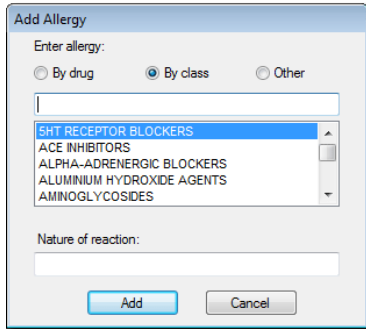 Add Allergy
Enter allergy:
By drug By class Other
5HT RECEPTOR BLOCKERS
ACE INHIBITORS
ALPHA-ADRENERGIC BLOCKERS
ALUMINIUM HYDROXIDE AGENTS
AMINOGLYCOSIDES
Nature of reaction:
Add Cancel